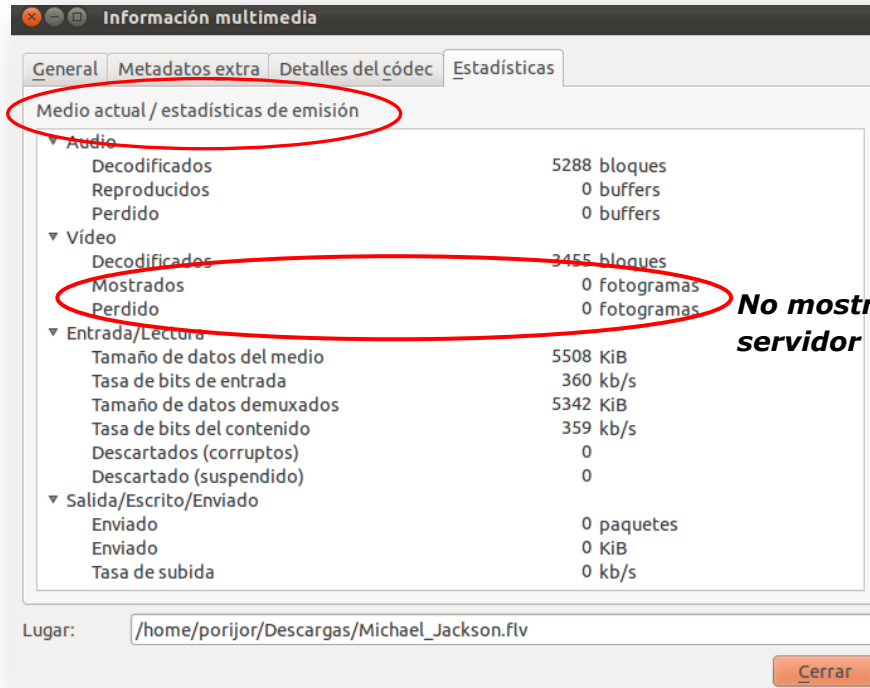 Información multimedia
General Metadatos extra Detalles del códec Estadísticas
Medio actual / estadísticas de emisión
Audio
Decodificados 5288 bloques
Reproducidos 0 buffers
Perdido 0 buffers
Vídeo
Decodificados 3455 bloques
Mostrados 0 fotogramas
Perdido 0 fotogramas
No mostr
servidor
Entrada/Lectura
Tamaño de datos del medio 5508 KiB
Tasa de bits de entrada 360 kb/s
Tamaño de datos demuxados 5342 KiB
Tasa de bits del contenido 359 kb/s
Descartados (corruptos) 0
Descartado (suspendido) 0
Salida/Escrito/Enviado
Enviado 0 paquetes
Enviado 0 KiB
Tasa de subida 0 kb/s
Lugar: /home/porijor/Descargas/Michael_Jackson.flv
Cerrar